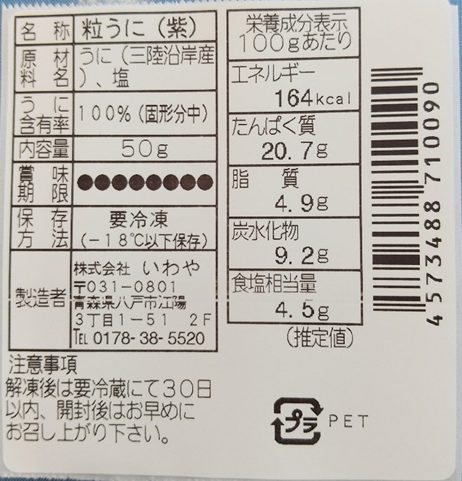 名称 粒うに（紫）
原材料名 うに（三陸沿岸産
）、塩
うに含有率 100％（固形分中）
内容量 50g
賞味期限 ●●●●●●●●
保存方法 要冷凍
（−18℃以下保存）
製造者 株式会社 いわや
〒031-0801
青森県八戸市江陽
3丁目1-51 2F
TEL 0178-38-5520
注意事項
解凍後は要冷蔵にて30日
以内、開封後はお早めに
お召し上がり下さい。
栄養成分表示
100gあたり
エネルギー
164kcal
たんぱく質
20.7g
脂質
4.9g
炭水化物
9.2g
食塩相当量
4.5g
（推定値）
4573488710090
プラ PET